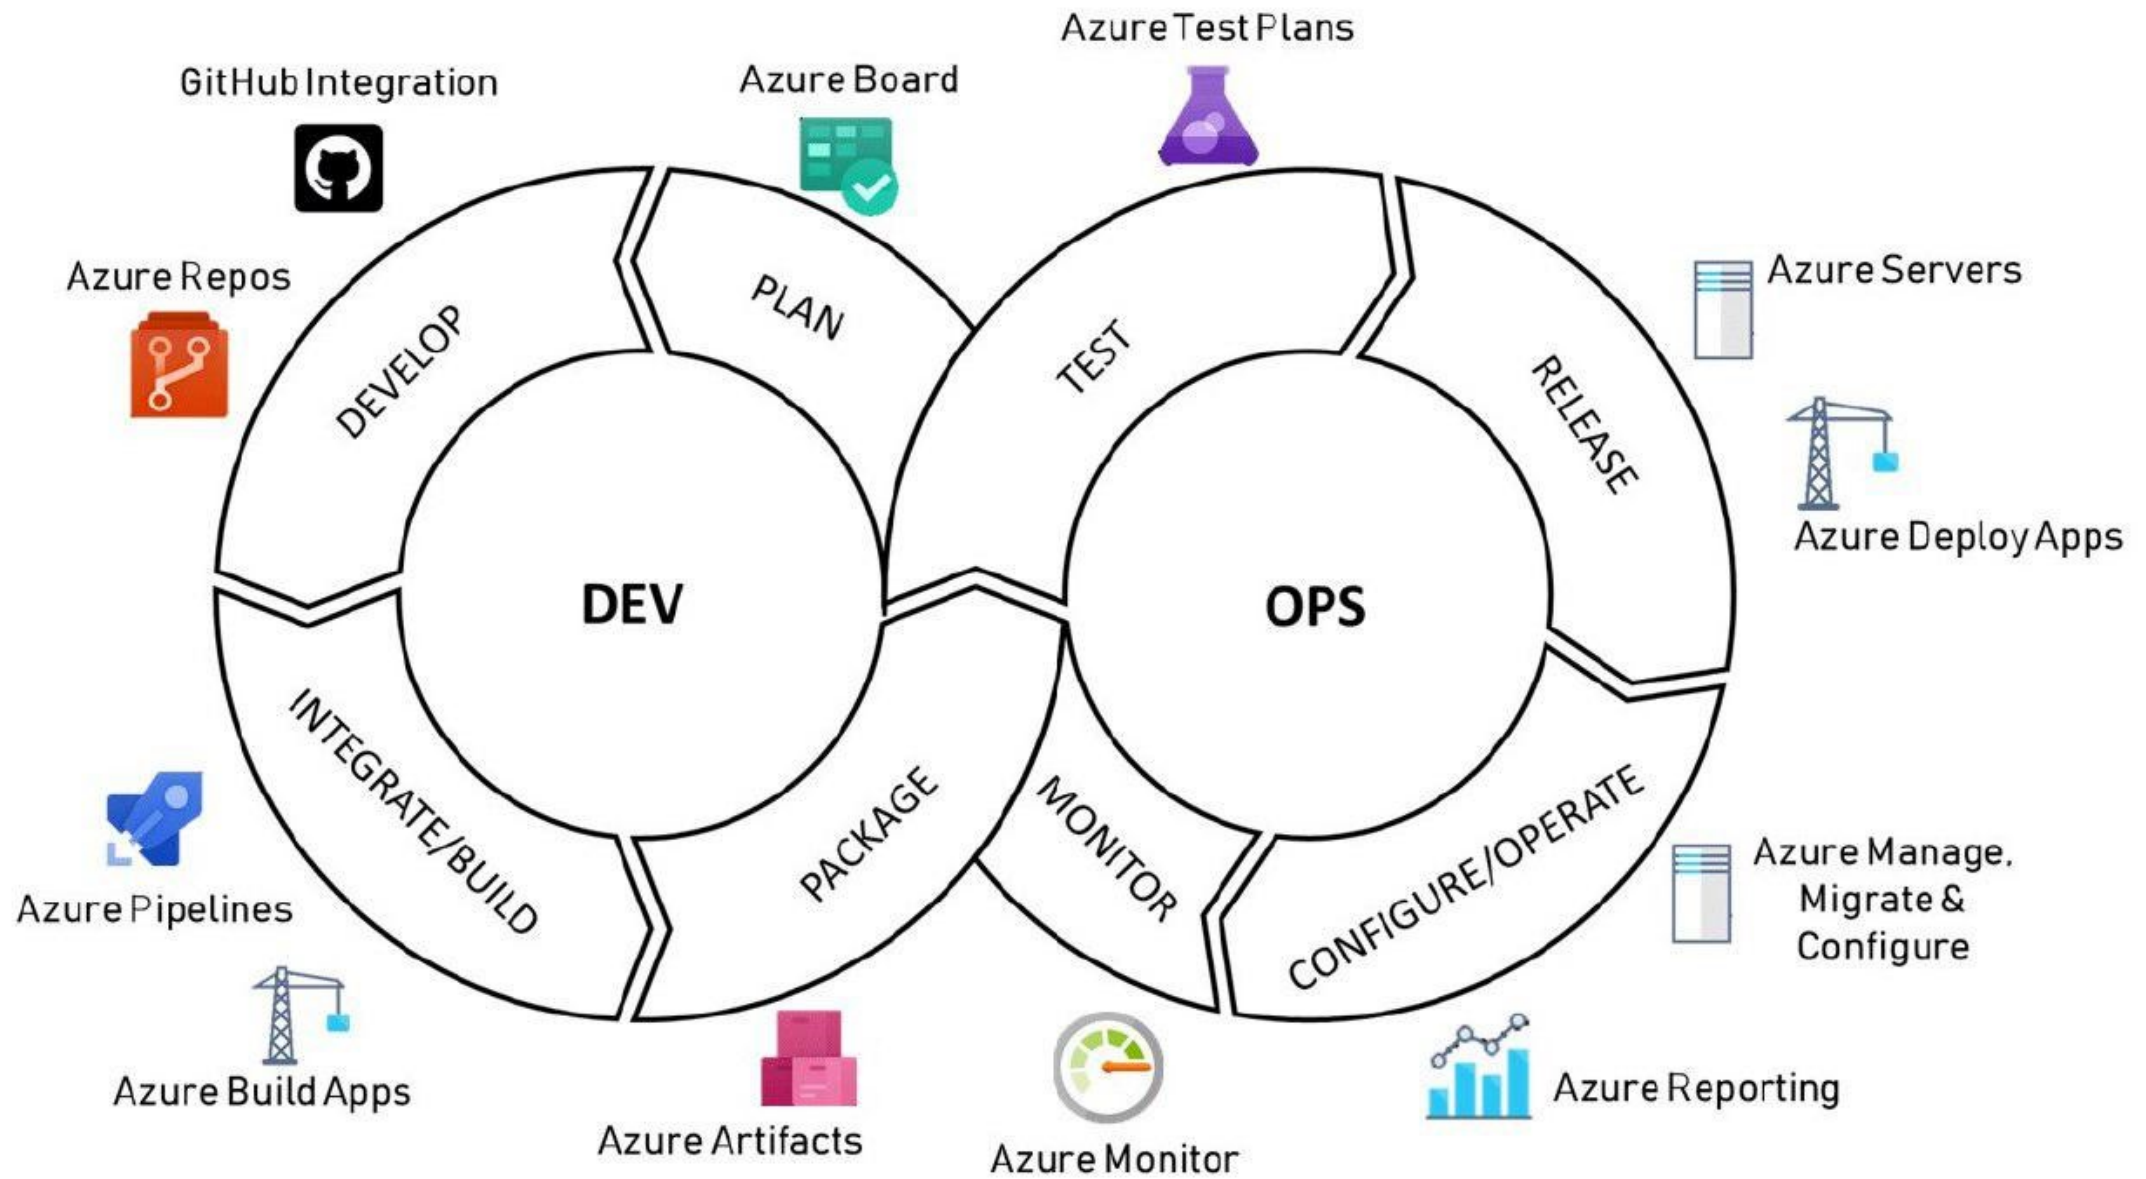 Azure Test Plans
GitHub Integration
Azure Board
Azure Repos
Azure Servers
PLAN
DEVELOP
TEST
RELEASE
Azure Deploy Apps
DEV
OPS
INTEGRATE/BUILD
PACKAGE
MONITOR
CONFIGURE/OPERATE
Azure Pipelines
Azure Manage,
Migrate &
Configure
Azure Build Apps
Azure Reporting
Azure Artifacts
Azure Monitor